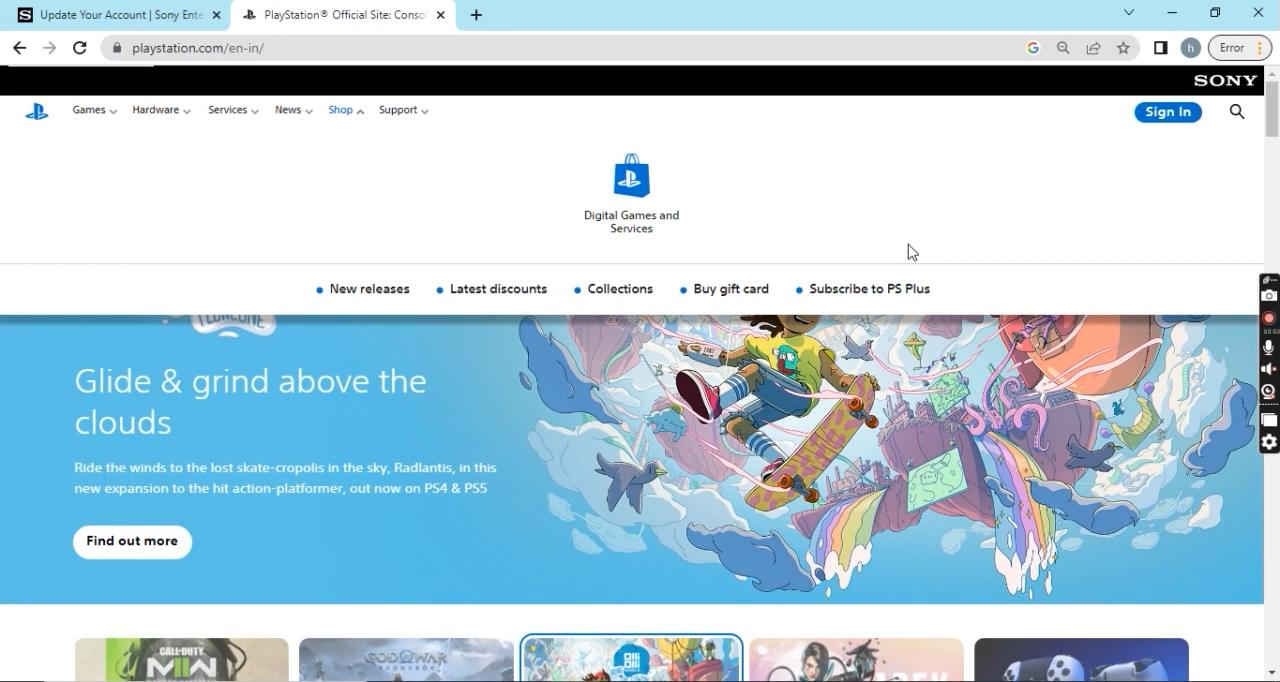 Update Your Account | Sony Ente
PlayStation® Official Site: Conso
playstation.com/en-in/
h
Error
SONY
Games
Hardware
Services
News
Shop
Support
Sign In
Digital Games and
Services
New releases
Latest discounts
Collections
Buy gift card
Subscribe to PS Plus
Glide & grind above the
clouds
Ride the winds to the lost skate-cropolis in the sky, Radlantis, in this
new expansion to the hit action-platformer, out now on PS4 & PS5
Find out more
CALL·DUTY
MW
GOD OF WAR
RAGNARÖK